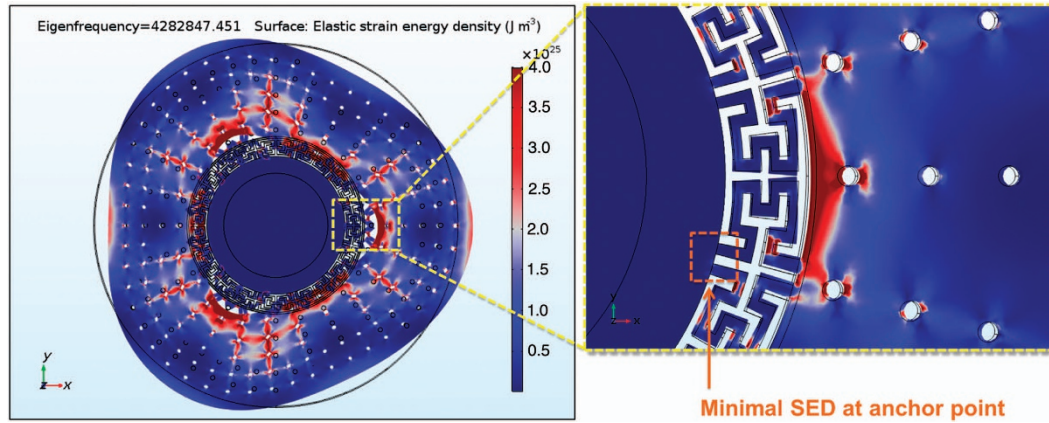 Eigenfrequency=4282847.451 Surface: Elastic strain energy density (J m⁻³)
×10²⁵
4.0
3.5
3.0
2.5
2.0
1.5
1.0
0.5
y
z x
y
z x
Minimal SED at anchor point